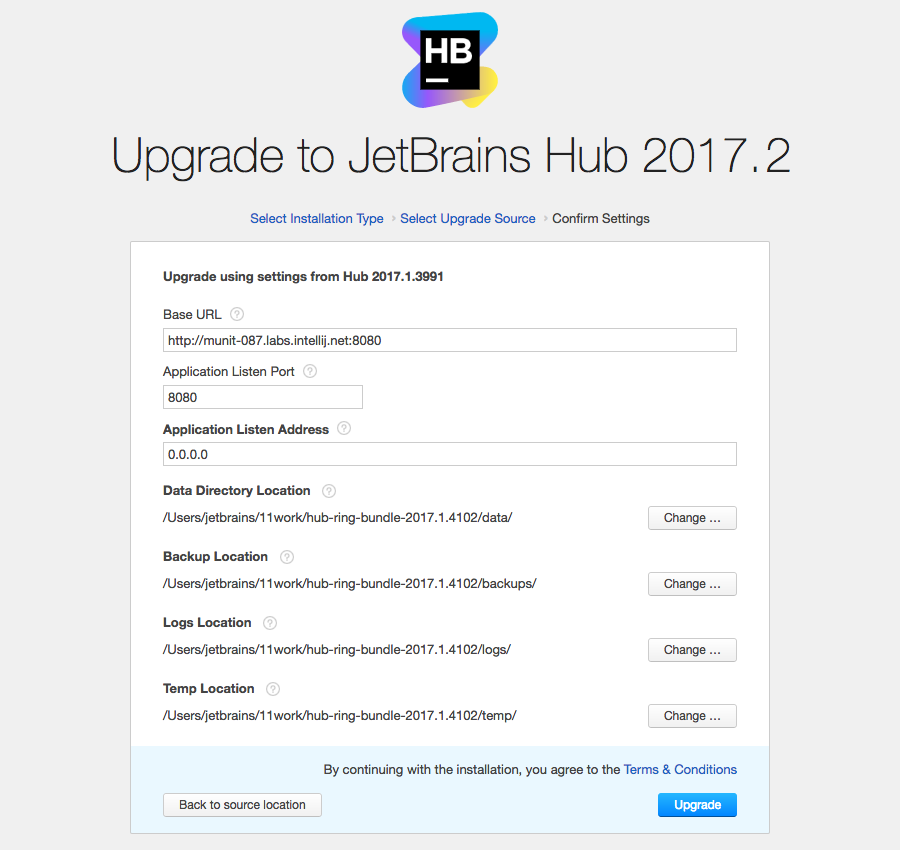 HB
Upgrade to JetBrains Hub 2017.2
Select Installation Type › Select Upgrade Source › Confirm Settings
Upgrade using settings from Hub 2017.1.3991
Base URL ?
http://munit-087.labs.intellij.net:8080
Application Listen Port ?
8080
Application Listen Address ?
0.0.0.0
Data Directory Location ?
/Users/jetbrains/11work/hub-ring-bundle-2017.1.4102/data/ Change ...
Backup Location ?
/Users/jetbrains/11work/hub-ring-bundle-2017.1.4102/backups/ Change ...
Logs Location ?
/Users/jetbrains/11work/hub-ring-bundle-2017.1.4102/logs/ Change ...
Temp Location ?
/Users/jetbrains/11work/hub-ring-bundle-2017.1.4102/temp/ Change ...
By continuing with the installation, you agree to the Terms & Conditions
Back to source location Upgrade